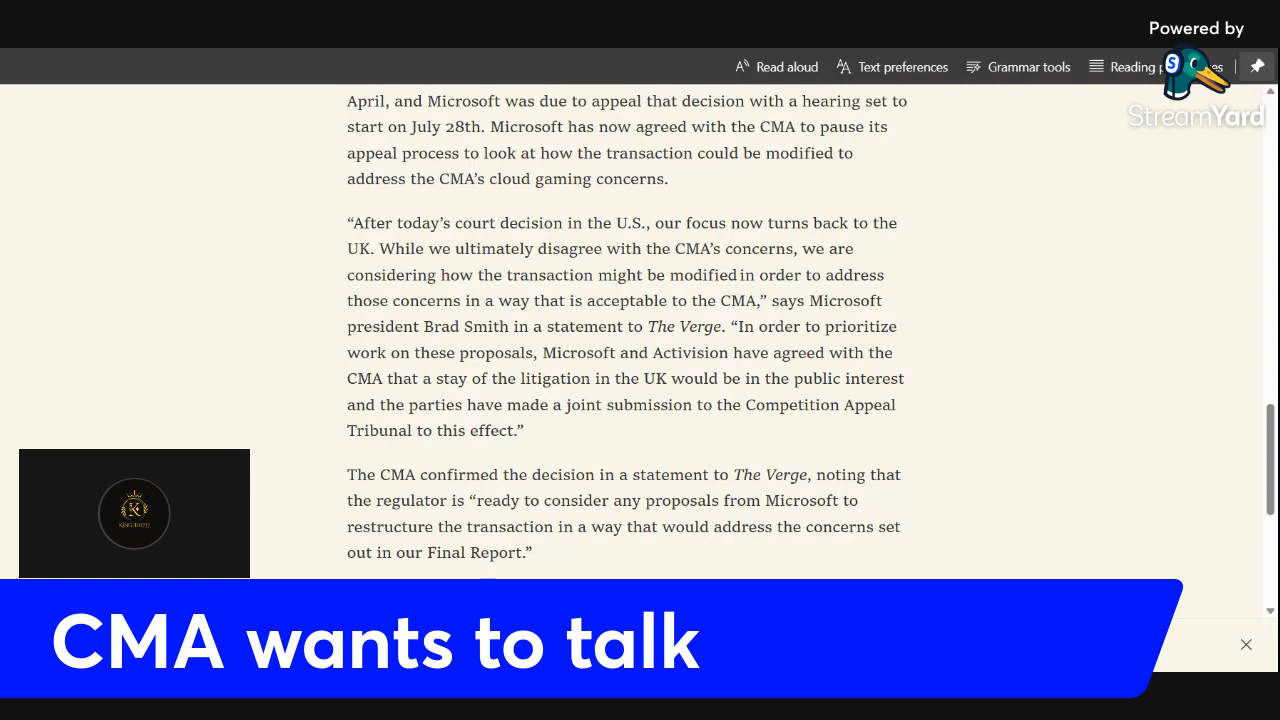 Powered by
Read aloud
Text preferences
Grammar tools
Reading
StreamYard
April, and Microsoft was due to appeal that decision with a hearing set to
start on July 28th. Microsoft has now agreed with the CMA to pause its
appeal process to look at how the transaction could be modified to
address the CMA’s cloud gaming concerns.
“After today’s court decision in the U.S., our focus now turns back to the
UK. While we ultimately disagree with the CMA’s concerns, we are
considering how the transaction might be modified in order to address
those concerns in a way that is acceptable to the CMA,” says Microsoft
president Brad Smith in a statement to The Verge. “In order to prioritize
work on these proposals, Microsoft and Activision have agreed with the
CMA that a stay of the litigation in the UK would be in the public interest
and the parties have made a joint submission to the Competition Appeal
Tribunal to this effect.”
The CMA confirmed the decision in a statement to The Verge, noting that
the regulator is “ready to consider any proposals from Microsoft to
restructure the transaction in a way that would address the concerns set
out in our Final Report.”
CMA wants to talk